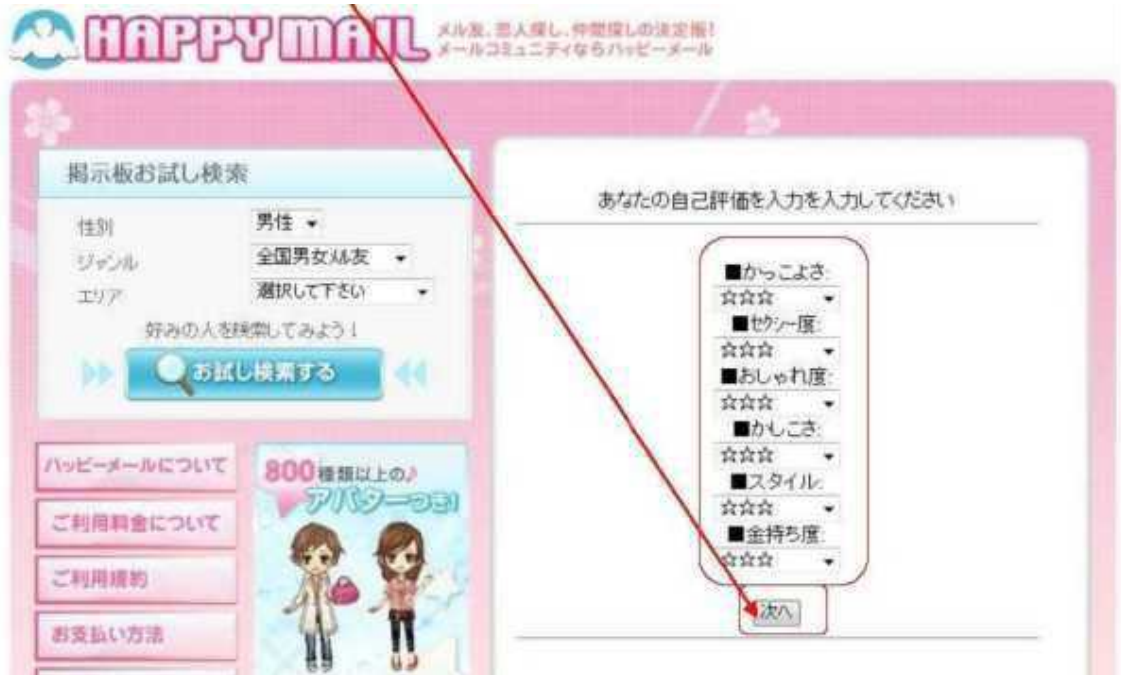 HAPPY MAIL
メル友、恋人探し、仲間探しの決定版!
メールコミュニティならハッピーメール
掲示板お試し検索
性別 男性
ジャンル 全国男女メル友
エリア 選択して下さい
好みの人を検索してみよう!
お試し検索する
ハッピーメールについて
ご利用料金について
ご利用規約
お支払い方法
800種類以上の♪
アバターつき!
あなたの自己評価を入力を入力してください
■かっこよさ:
☆☆☆
■セクシー度:
☆☆☆
■おしゃれ度:
☆☆☆
■かしこさ:
☆☆☆
■スタイル:
☆☆☆
■金持ち度:
☆☆☆
次へ